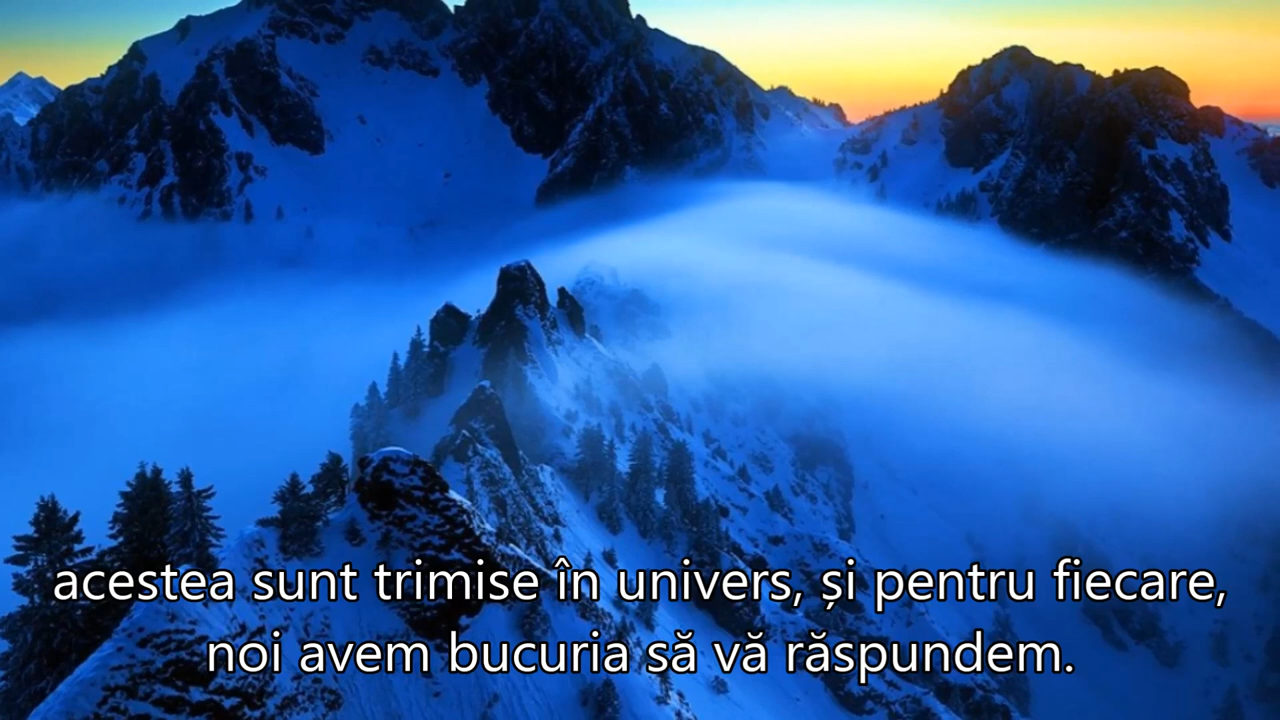 acestea sunt trimise în univers, și pentru fiecare,
noi avem bucuria să vă răspundem.